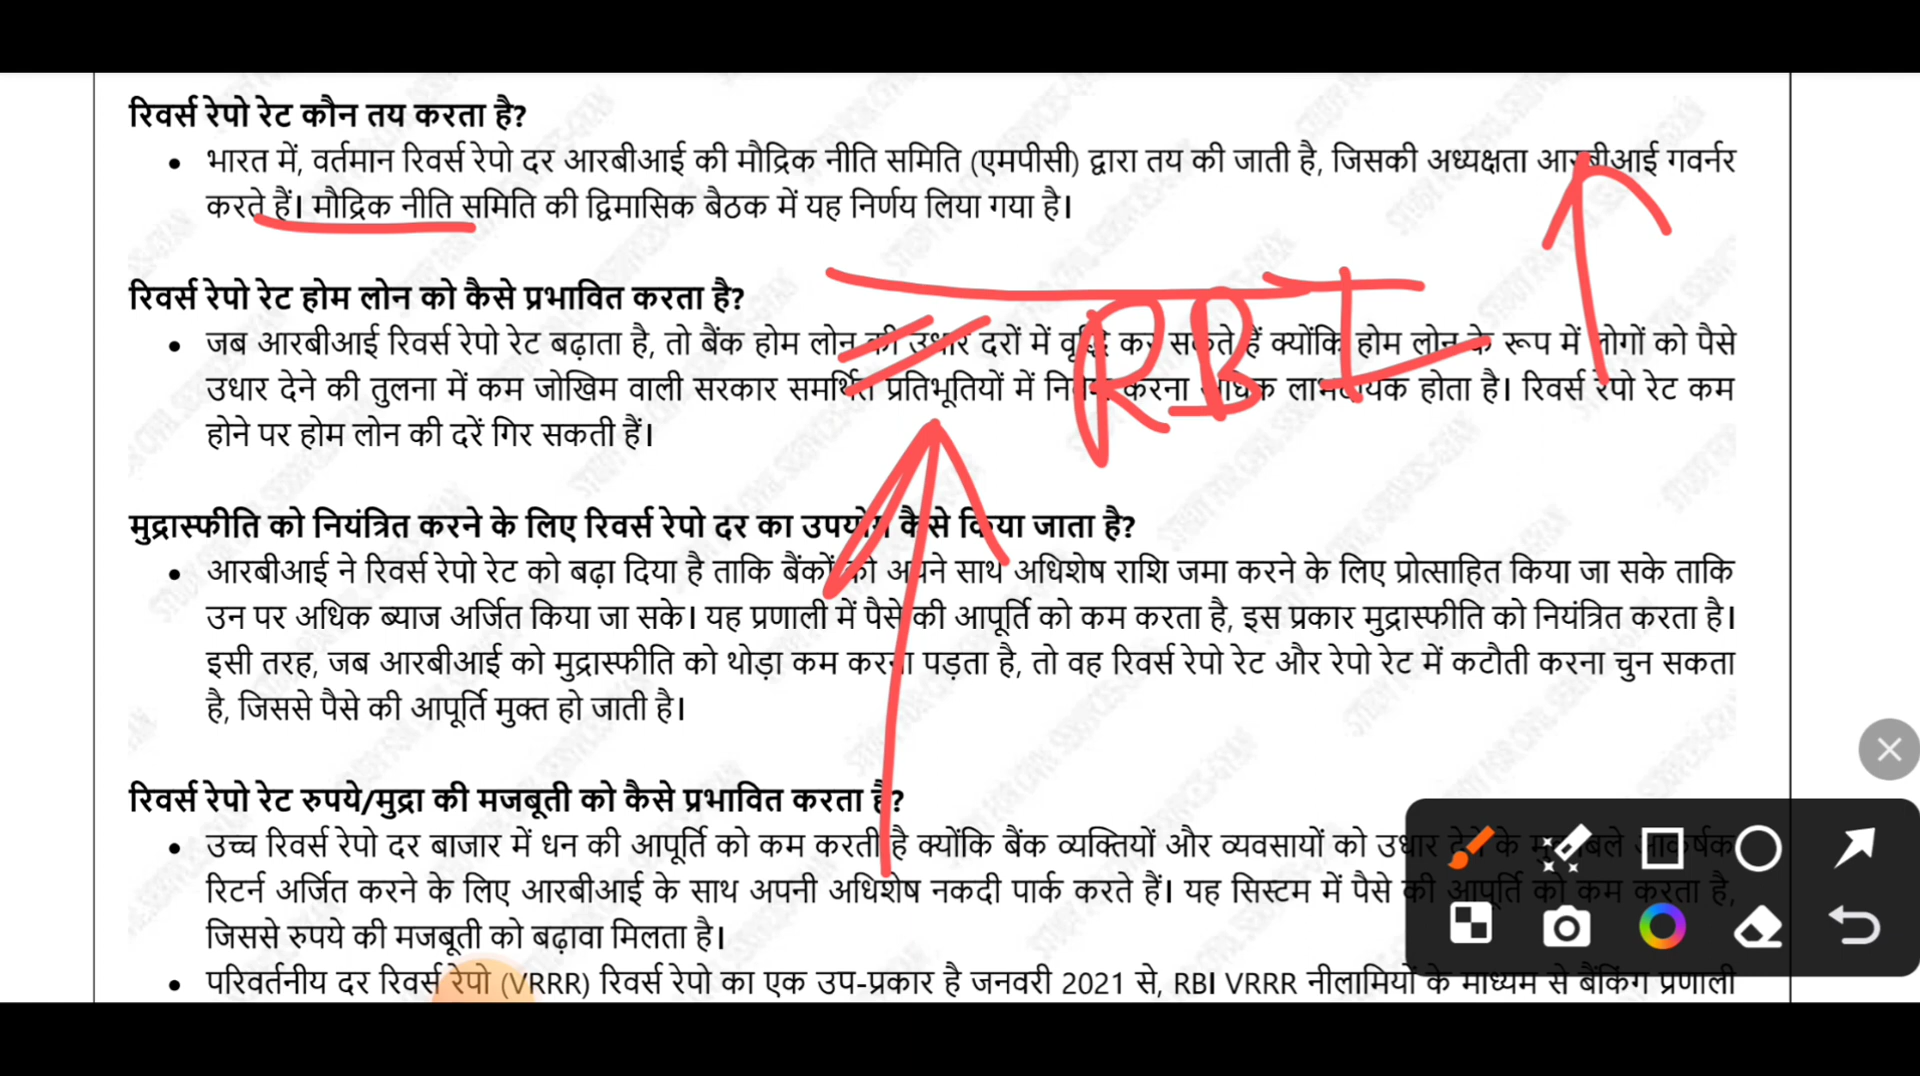 रिवर्स रेपो रेट कौन तय करता है?
• भारत में, वर्तमान रिवर्स रेपो दर आरबीआई की मौद्रिक नीति समिति (एमपीसी) द्वारा तय की जाती है, जिसकी अध्यक्षता आरबीआई गवर्नर
करते हैं। मौद्रिक नीति समिति की द्विमासिक बैठक में यह निर्णय लिया गया है।
रिवर्स रेपो रेट होम लोन को कैसे प्रभावित करता है?
RBI
• जब आरबीआई रिवर्स रेपो रेट बढ़ाता है, तो बैंक होम लोन की उधार दरों में वृद्धि कर सकते हैं क्योंकि होम लोन के रूप में लोगों को पैसे
उधार देने की तुलना में कम जोखिम वाली सरकार समर्थित प्रतिभूतियों में निवेश करना अधिक लाभदायक होता है। रिवर्स रेपो रेट कम
होने पर होम लोन की दरें गिर सकती हैं।
मुद्रास्फीति को नियंत्रित करने के लिए रिवर्स रेपो दर का उपयोग कैसे किया जाता है?
• आरबीआई ने रिवर्स रेपो रेट को बढ़ा दिया है ताकि बैंकों को अपने साथ अधिशेष राशि जमा करने के लिए प्रोत्साहित किया जा सके ताकि
उन पर अधिक ब्याज अर्जित किया जा सके। यह प्रणाली में पैसे की आपूर्ति को कम करता है, इस प्रकार मुद्रास्फीति को नियंत्रित करता है।
इसी तरह, जब आरबीआई को मुद्रास्फीति को थोड़ा कम करना पड़ता है, तो वह रिवर्स रेपो रेट और रेपो रेट में कटौती करना चुन सकता
है, जिससे पैसे की आपूर्ति मुक्त हो जाती है।
रिवर्स रेपो रेट रुपये/मुद्रा की मजबूती को कैसे प्रभावित करता है?
• उच्च रिवर्स रेपो दर बाजार में धन की आपूर्ति को कम करती है क्योंकि बैंक व्यक्तियों और व्यवसायों को उधार देने के मुकाबले आकर्षक
रिटर्न अर्जित करने के लिए आरबीआई के साथ अपनी अधिशेष नकदी पार्क करते हैं। यह सिस्टम में पैसे की आपूर्ति को कम करता है,
जिससे रुपये की मजबूती को बढ़ावा मिलता है।
• परिवर्तनीय दर रिवर्स रेपो (VRRR) रिवर्स रेपो का एक उप-प्रकार है जनवरी 2021 से, RBI VRRR नीलामियों के माध्यम से बैंकिंग प्रणाली